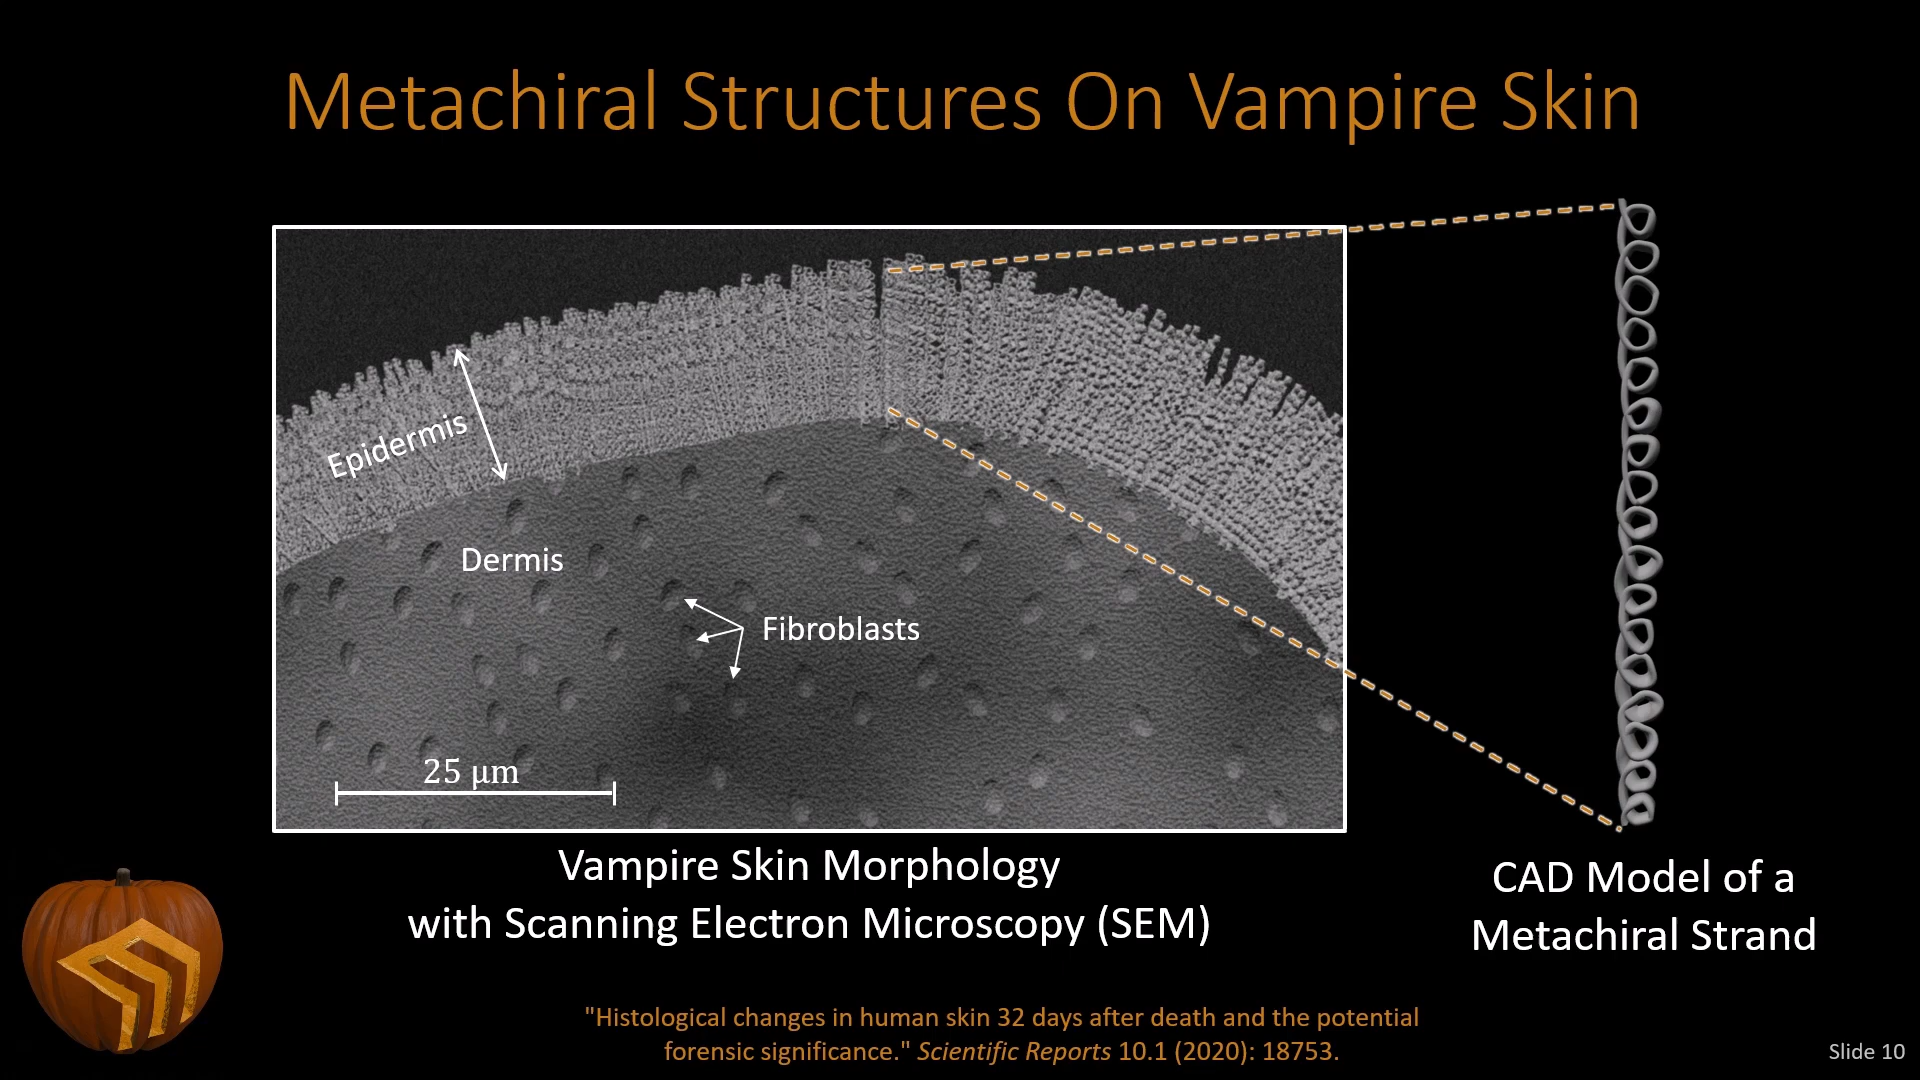 Metachiral Structures On Vampire Skin
Epidermis
Dermis
Fibroblasts
25 μm
Vampire Skin Morphology
with Scanning Electron Microscopy (SEM)
CAD Model of a
Metachiral Strand
"Histological changes in human skin 32 days after death and the potential
forensic significance." Scientific Reports 10.1 (2020): 18753.
Slide 10